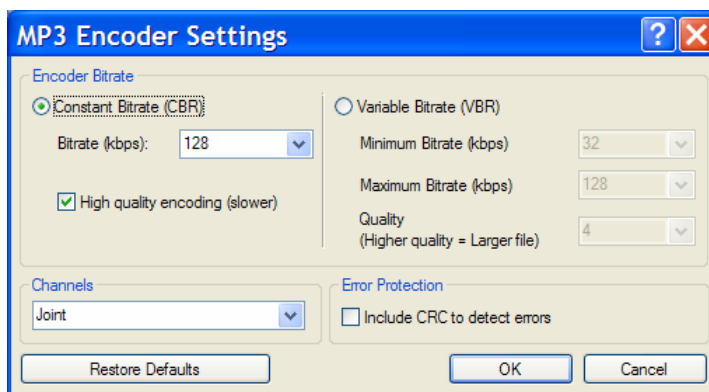 MP3 Encoder Settings
Encoder Bitrate
Constant Bitrate (CBR)
Bitrate (kbps): 128
High quality encoding (slower)
Variable Bitrate (VBR)
Minimum Bitrate (kbps) 32
Maximum Bitrate (kbps) 128
Quality
(Higher quality = Larger file) 4
Channels
Joint
Error Protection
Include CRC to detect errors
Restore Defaults
OK
Cancel